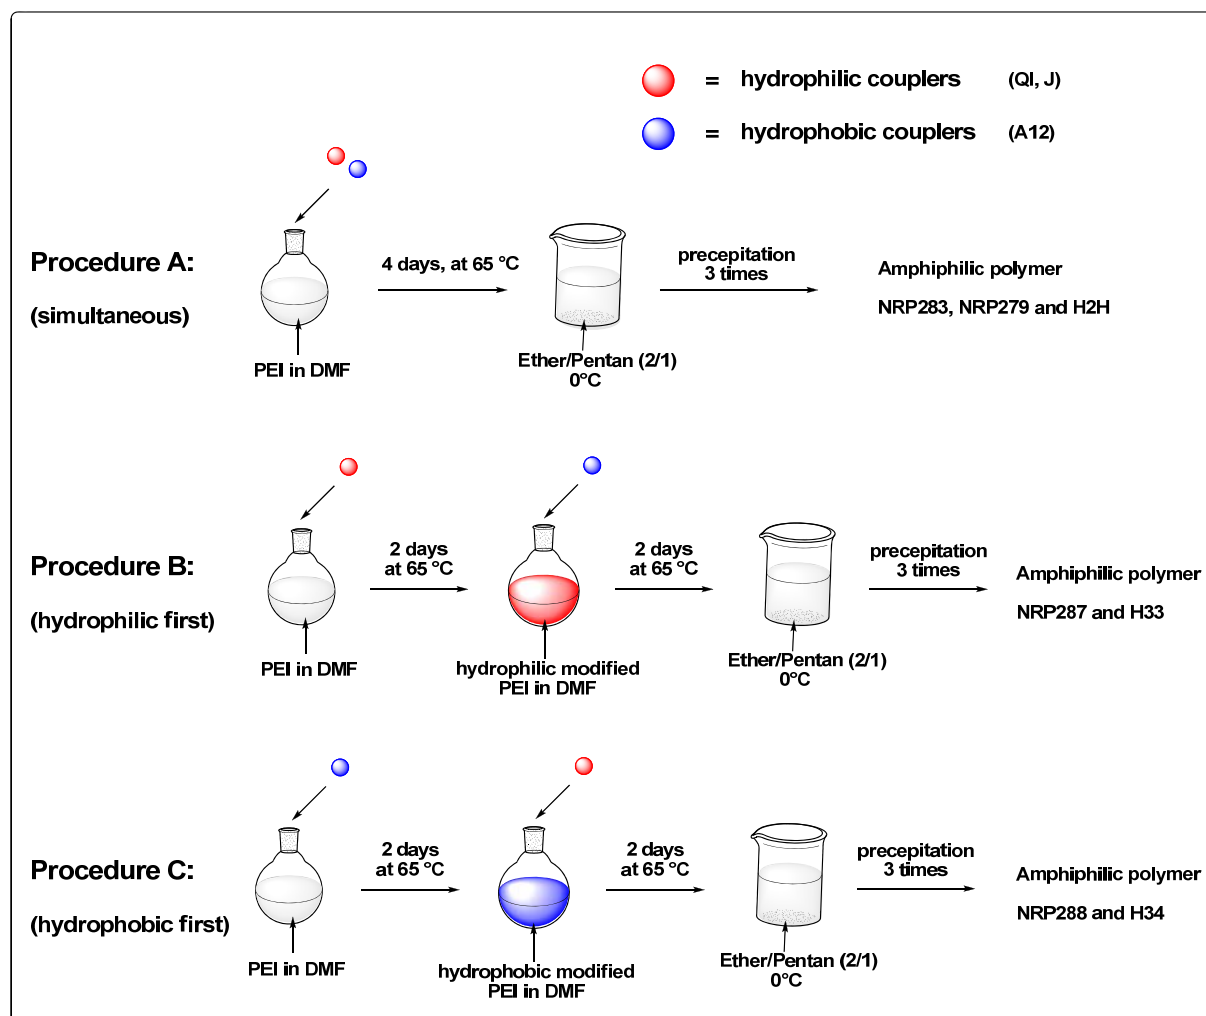 = hydrophilic couplers (QI, J)
= hydrophobic couplers (A12)
Procedure A:
(simultaneous)
PEI in DMF
4 days, at 65 °C
Ether/Pentan (2/1)
0°C
precepitation
3 times
Amphiphilic polymer
NRP283, NRP279 and H2H
Procedure B:
(hydrophilic first)
PEI in DMF
2 days
at 65 °C
hydrophilic modified
PEI in DMF
2 days
at 65 °C
Ether/Pentan (2/1)
0°C
precepitation
3 times
Amphiphilic polymer
NRP287 and H33
Procedure C:
(hydrophobic first)
PEI in DMF
2 days
at 65 °C
hydrophobic modified
PEI in DMF
2 days
at 65 °C
Ether/Pentan (2/1)
0°C
precepitation
3 times
Amphiphilic polymer
NRP288 and H34